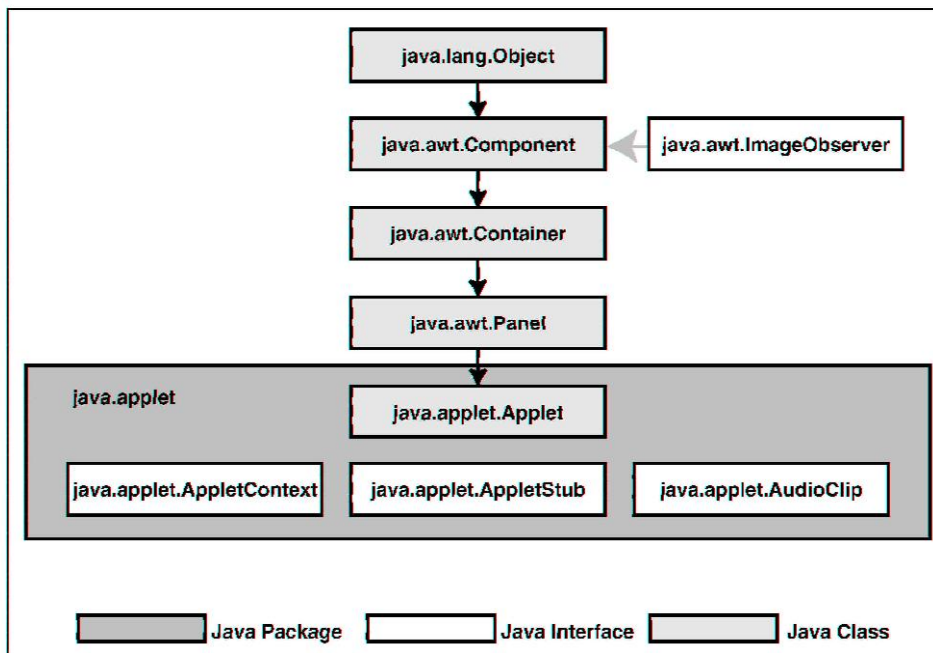 java.lang.Object
java.awt.Component
java.awt.ImageObserver
java.awt.Container
java.awt.Panel
java.applet
java.applet.Applet
java.applet.AppletContext
java.applet.AppletStub
java.applet.AudioClip
Java Package
Java Interface
Java Class